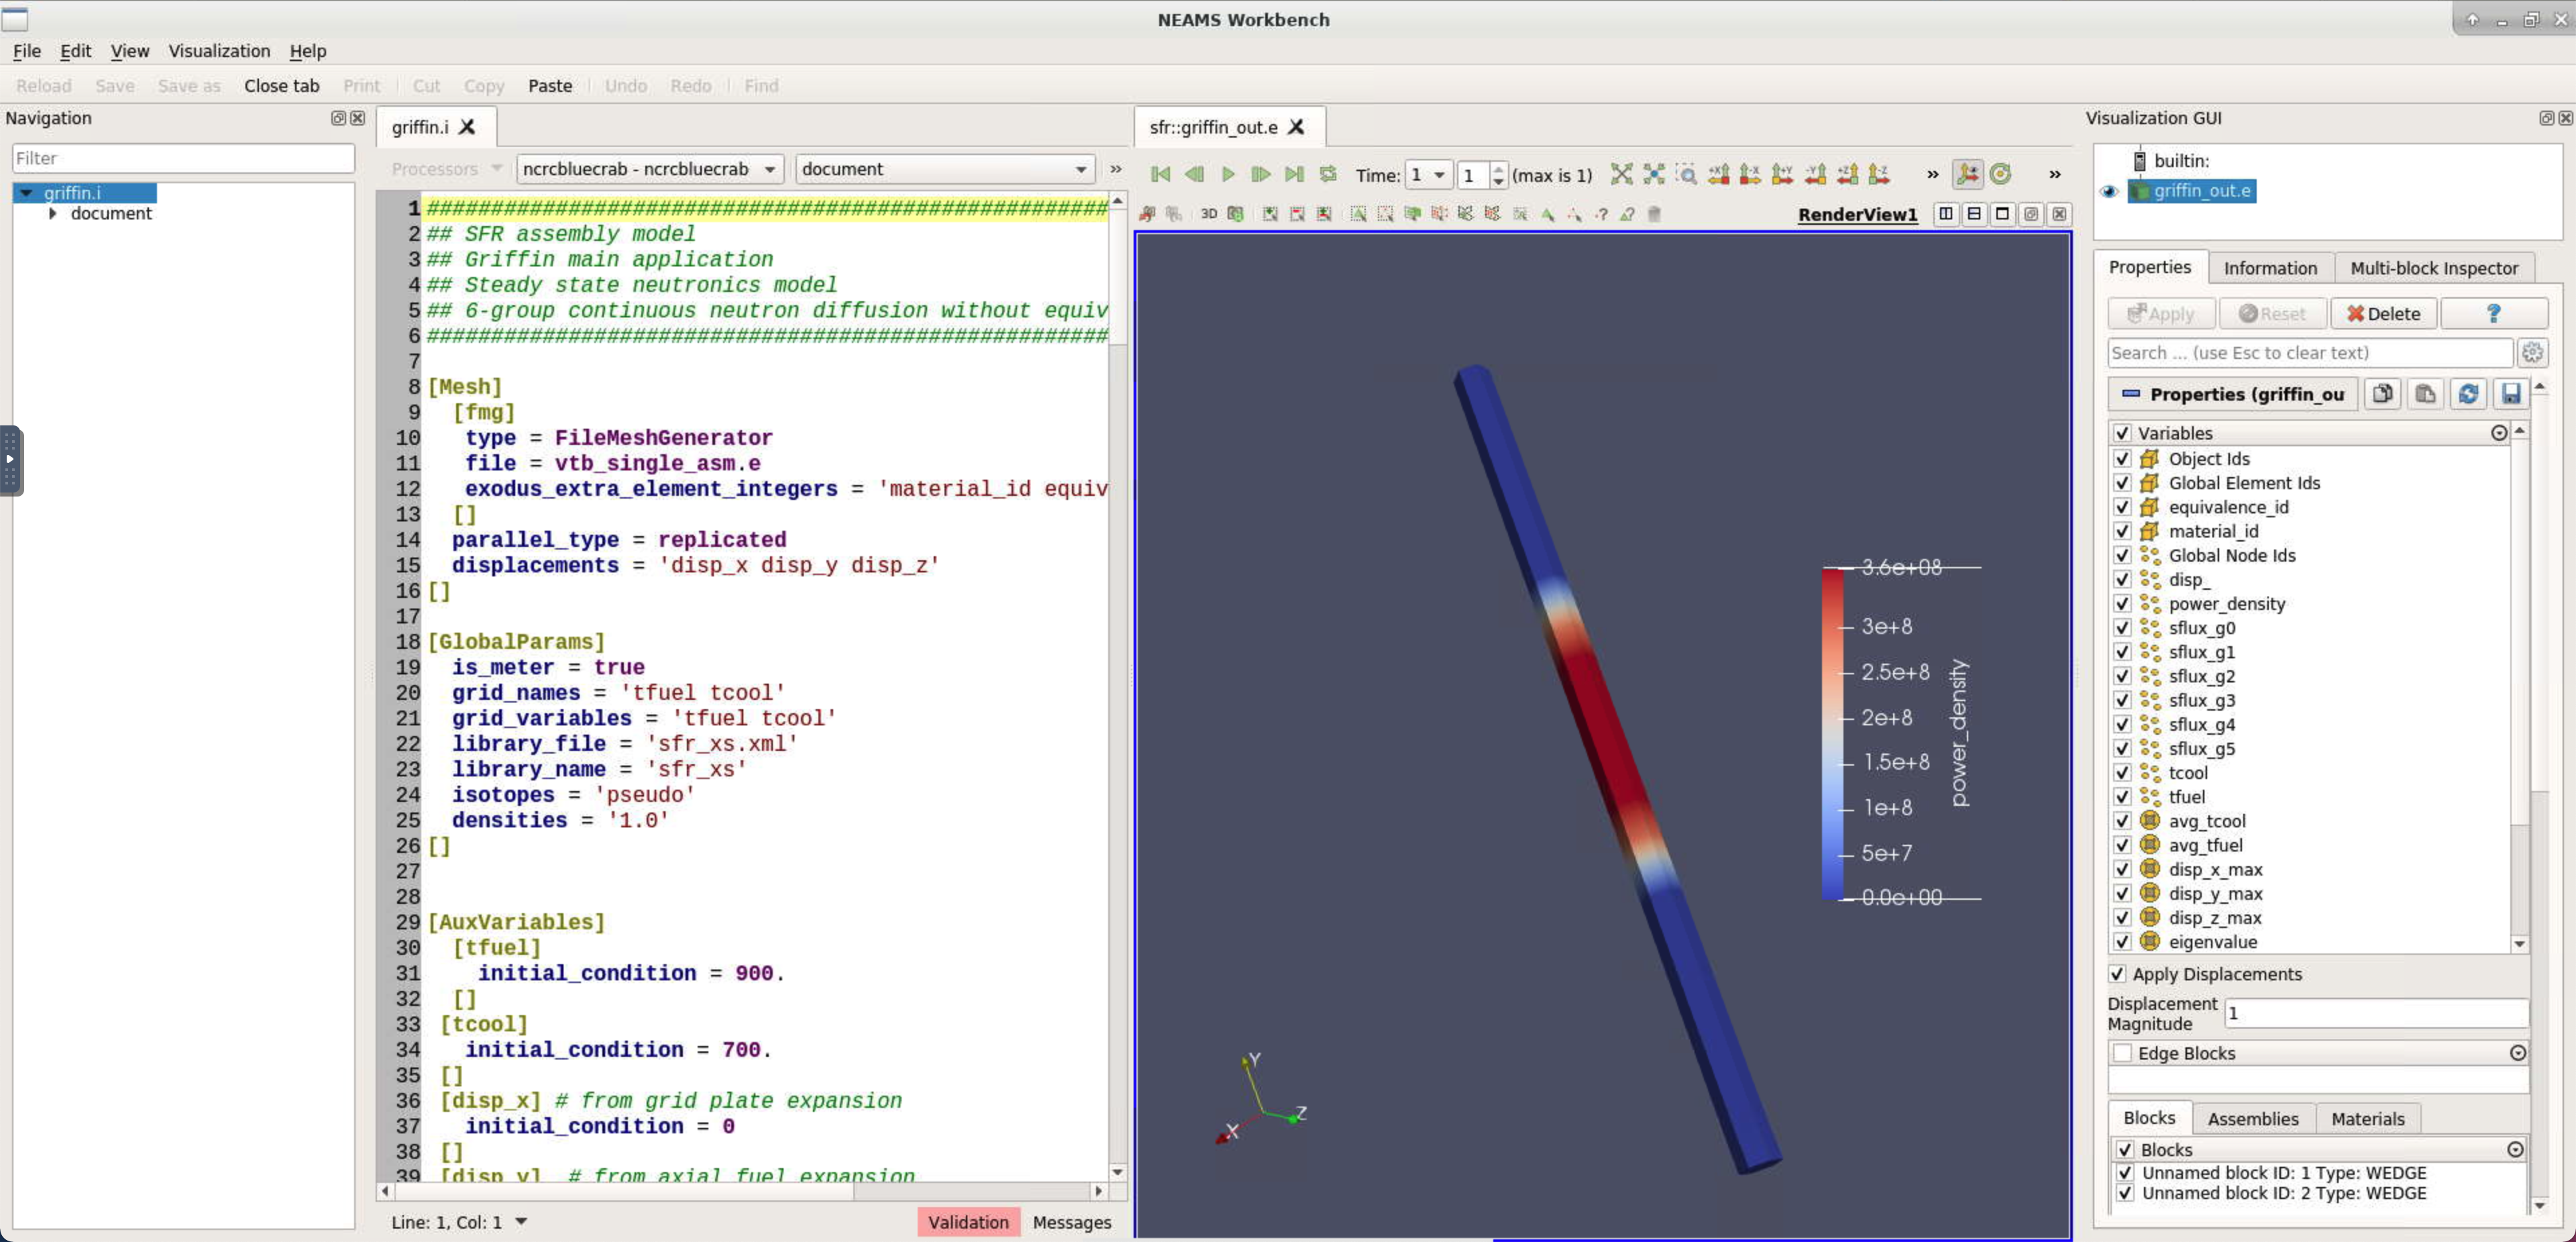 NEAMS Workbench
File Edit View Visualization Help
Reload Save Save as Close tab Print Cut Copy Paste Undo Redo Find
Navigation
Filter
griffin.i
document
griffin.i
Processors ncrcbluecrab - ncrcbluecrab document »
1 ####################################################
2 ## SFR assembly model
3 ## Griffin main application
4 ## Steady state neutronics model
5 ## 6-group continuous neutron diffusion without equiv
6 ####################################################
7
8 [Mesh]
9 [fmg]
10 type = FileMeshGenerator
11 file = vtb_single_asm.e
12 exodus_extra_element_integers = 'material_id equiv
13 []
14 parallel_type = replicated
15 displacements = 'disp_x disp_y disp_z'
16 []
17
18 [GlobalParams]
19 is_meter = true
20 grid_names = 'tfuel tcool'
21 grid_variables = 'tfuel tcool'
22 library_file = 'sfr_xs.xml'
23 library_name = 'sfr_xs'
24 isotopes = 'pseudo'
25 densities = '1.0'
26 []
27
28
29 [AuxVariables]
30 [tfuel]
31 initial_condition = 900.
32 []
33 [tcool]
34 initial_condition = 700.
35 []
36 [disp_x] # from grid plate expansion
37 initial_condition = 0
38 []
39 [disp_y] # from axial fuel expansion
Line: 1, Col: 1 Validation Messages
sfr::griffin_out.e
Time: 1 1 (max is 1) » »
3D RenderView1
3.6e+08
3e+8
2.5e+8
2e+8
1.5e+8
1e+8
5e+7
0.0e+00
power_density
Y
Z
X
Visualization GUI
builtin:
griffin_out.e
Properties Information Multi-block Inspector
Apply Reset Delete ?
Search ... (use Esc to clear text)
Properties (griffin_ou
Variables
Object Ids
Global Element Ids
equivalence_id
material_id
Global Node Ids
disp_
power_density
sflux_g0
sflux_g1
sflux_g2
sflux_g3
sflux_g4
sflux_g5
tcool
tfuel
avg_tcool
avg_tfuel
disp_x_max
disp_y_max
disp_z_max
eigenvalue
Apply Displacements
Displacement
Magnitude 1
Edge Blocks
Blocks Assemblies Materials
Blocks
Unnamed block ID: 1 Type: WEDGE
Unnamed block ID: 2 Type: WEDGE